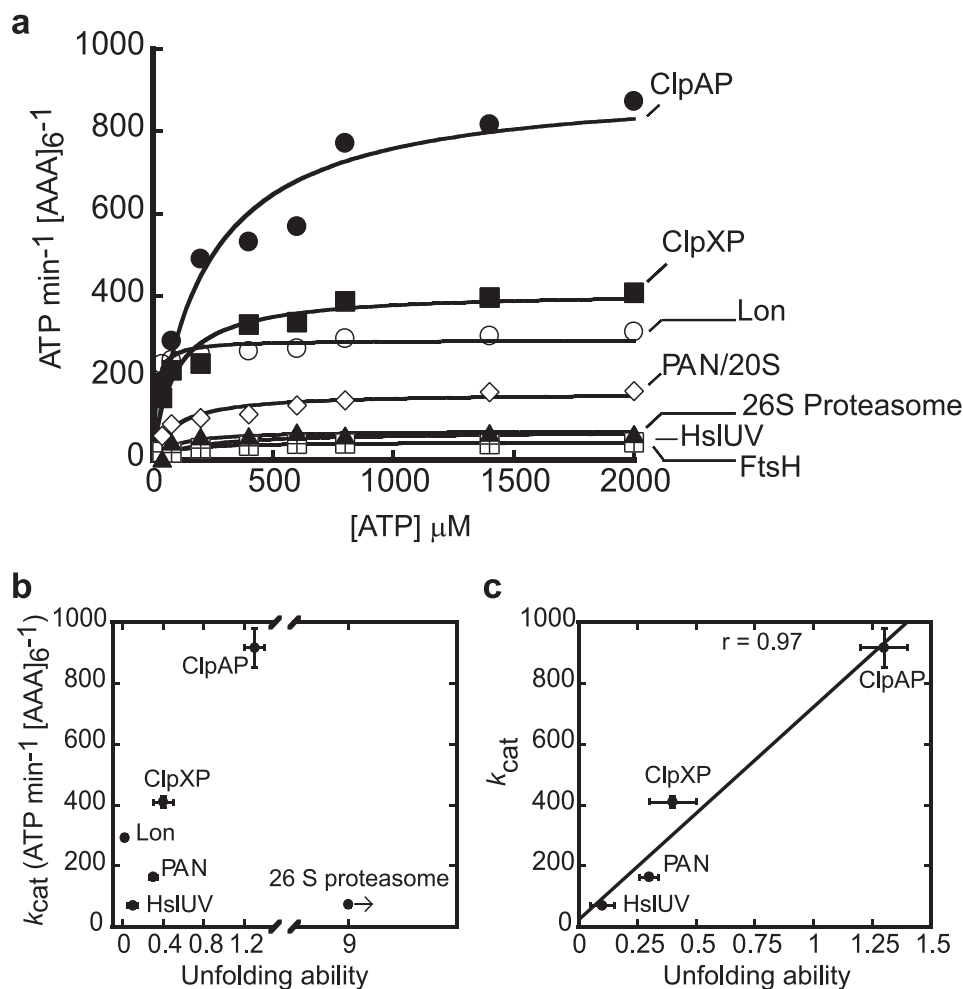 a
1000
800
600
400
200
0
ATP min-1 [AAA]6-1
0
500
1000
1500
2000
[ATP] μM
ClpAP
ClpXP
Lon
PAN/20S
26S Proteasome
HslUV
FtsH
b
1000
800
600
400
200
0
kcat (ATP min-1 [AAA]6-1)
ClpAP
ClpXP
Lon
PAN
HslUV
26 S proteasome
0
0.4
0.8
1.2
9
Unfolding ability
c
1000
800
600
400
200
0
kcat
r = 0.97
ClpAP
ClpXP
PAN
HslUV
0
0.25
0.5
0.75
1
1.25
1.5
Unfolding ability